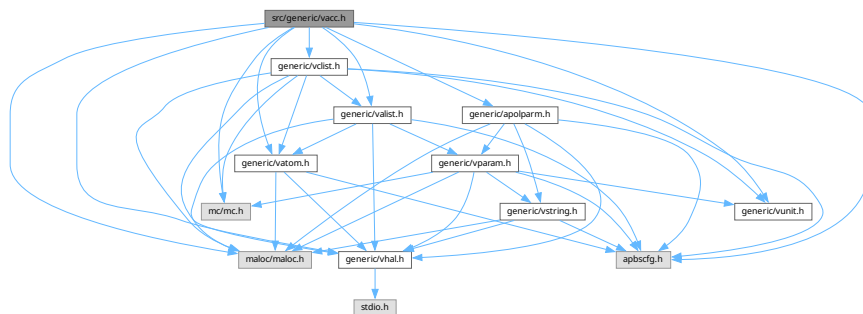 src/generic/vacc.h
generic/vclist.h
generic/valist.h
generic/apolparm.h
generic/vatom.h
generic/vparam.h
mc/mc.h
generic/vstring.h
generic/vunit.h
maloc/maloc.h
generic/vhal.h
apbscfg.h
stdio.h